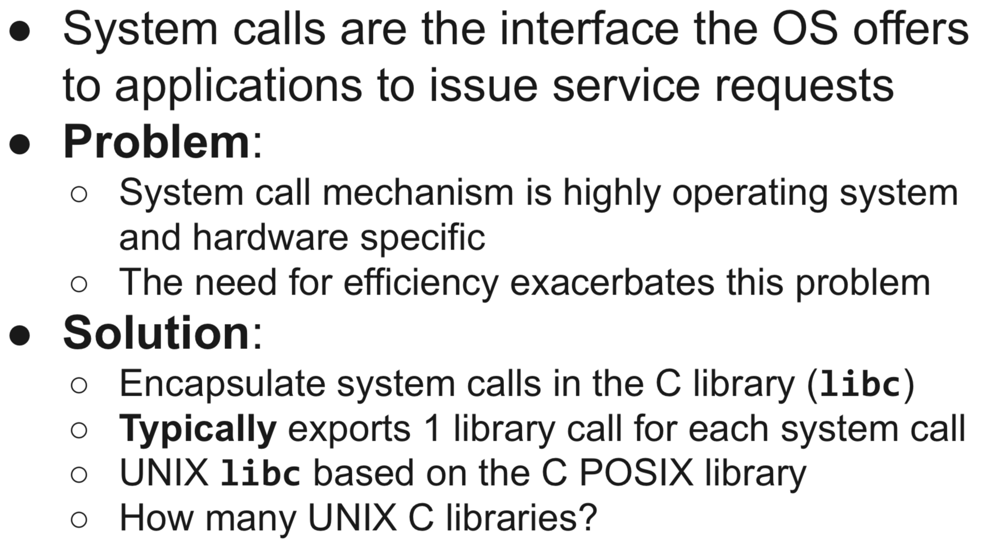 ● System calls are the interface the OS offers
to applications to issue service requests
● Problem:
○ System call mechanism is highly operating system
and hardware specific
○ The need for efficiency exacerbates this problem
● Solution:
○ Encapsulate system calls in the C library (libc)
○ Typically exports 1 library call for each system call
○ UNIX libc based on the C POSIX library
○ How many UNIX C libraries?